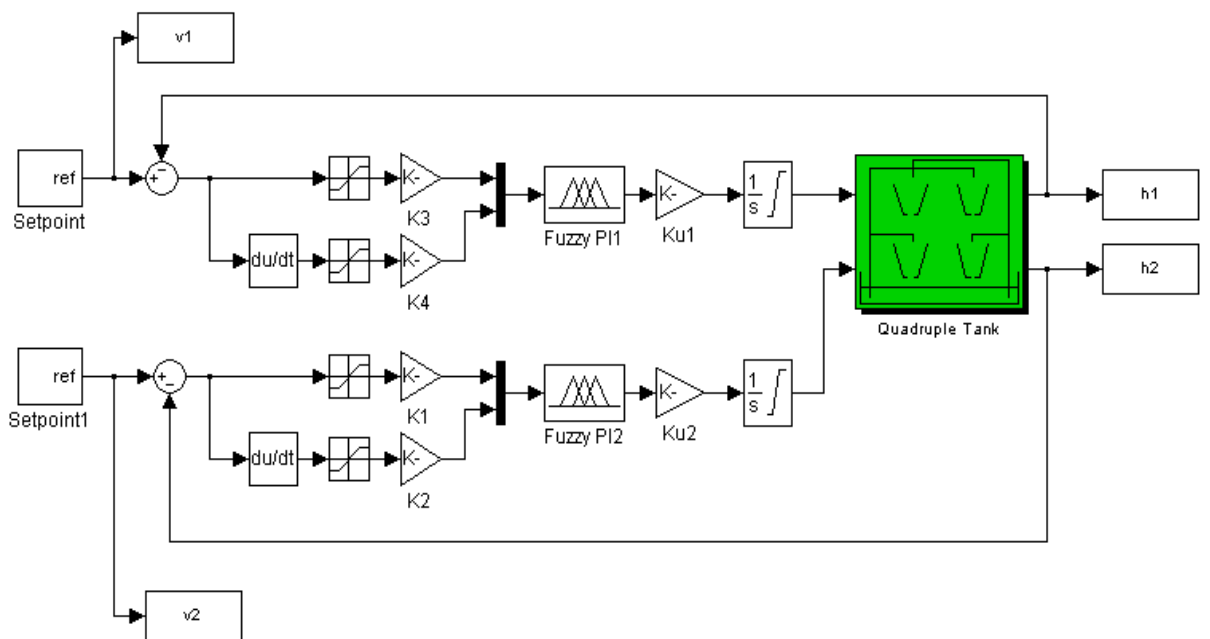 v1
ref
Setpoint
+ −
K-
K3
Fuzzy PI1
K-
Ku1
1
s
h1
du/dt
K-
K4
h2
Quadruple Tank
ref
Setpoint1
+ −
K-
K1
Fuzzy PI2
K-
Ku2
1
s
du/dt
K-
K2
v2